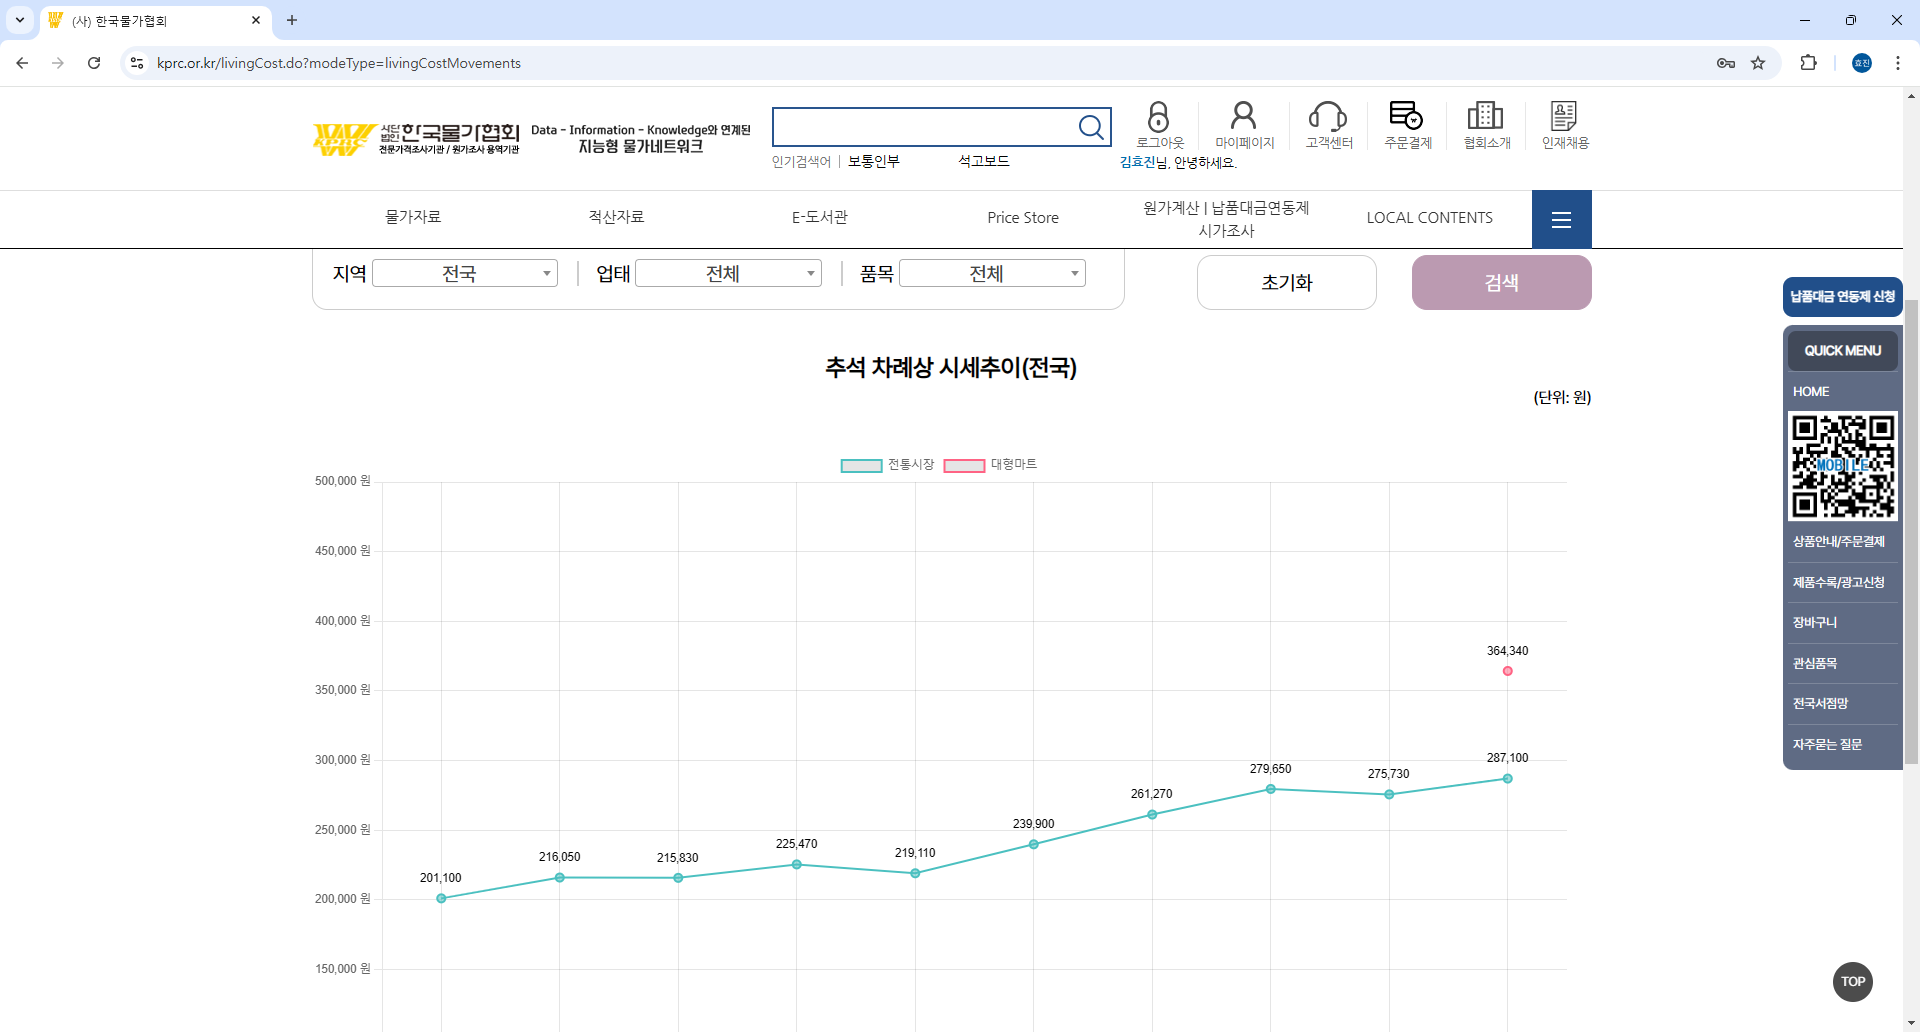 (사) 한국물가협회
kprc.or.kr/livingCost.do?modeType=livingCostMovements
효진
사단법인 한국물가협회
전문가격조사기관 / 원가조사 용역기관
Data - Information - Knowledge와 연계된
지능형 물가네트워크
인기검색어 | 보통인부 석고보드
로그아웃 마이페이지 고객센터 주문결제 협회소개 인재채용
김효진님, 안녕하세요.
물가자료 적산자료 E-도서관 Price Store 원가계산 | 납품대금연동제 LOCAL CONTENTS
시가조사
지역 전국 업태 전체 품목 전체 초기화 검색
추석 차례상 시세추이(전국)
(단위: 원)
전통시장 대형마트
500,000 원
450,000 원
400,000 원
350,000 원
300,000 원
250,000 원
200,000 원
150,000 원
201,100
216,050
215,830
225,470
219,110
239,900
261,270
279,650
275,730
287,100
364,340
납품대금 연동제 신청
QUICK MENU
HOME
MOBILE
상품안내/주문결제
제품수록/광고신청
장바구니
관심품목
전국서점망
자주묻는 질문
TOP